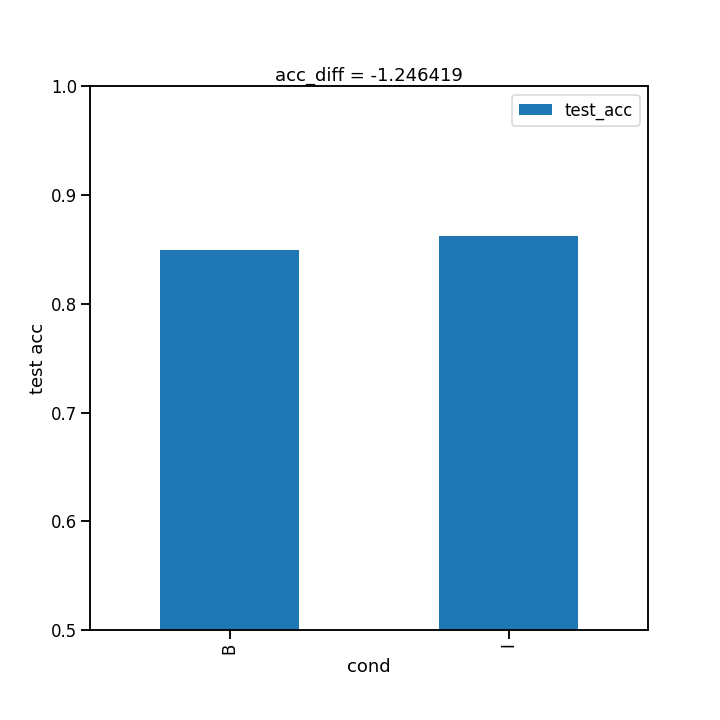 acc_diff = -1.246419
test_acc
1.0
0.9
0.8
0.7
0.6
0.5
test acc
B
I
cond